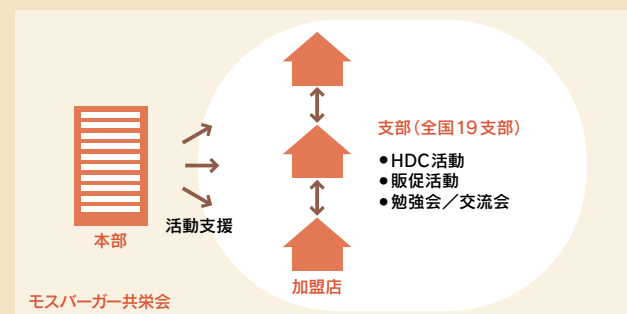 支部(全国19支部)
●HDC活動
●販促活動
●勉強会／交流会
活動支援
本部
加盟店
モスバーガー共栄会